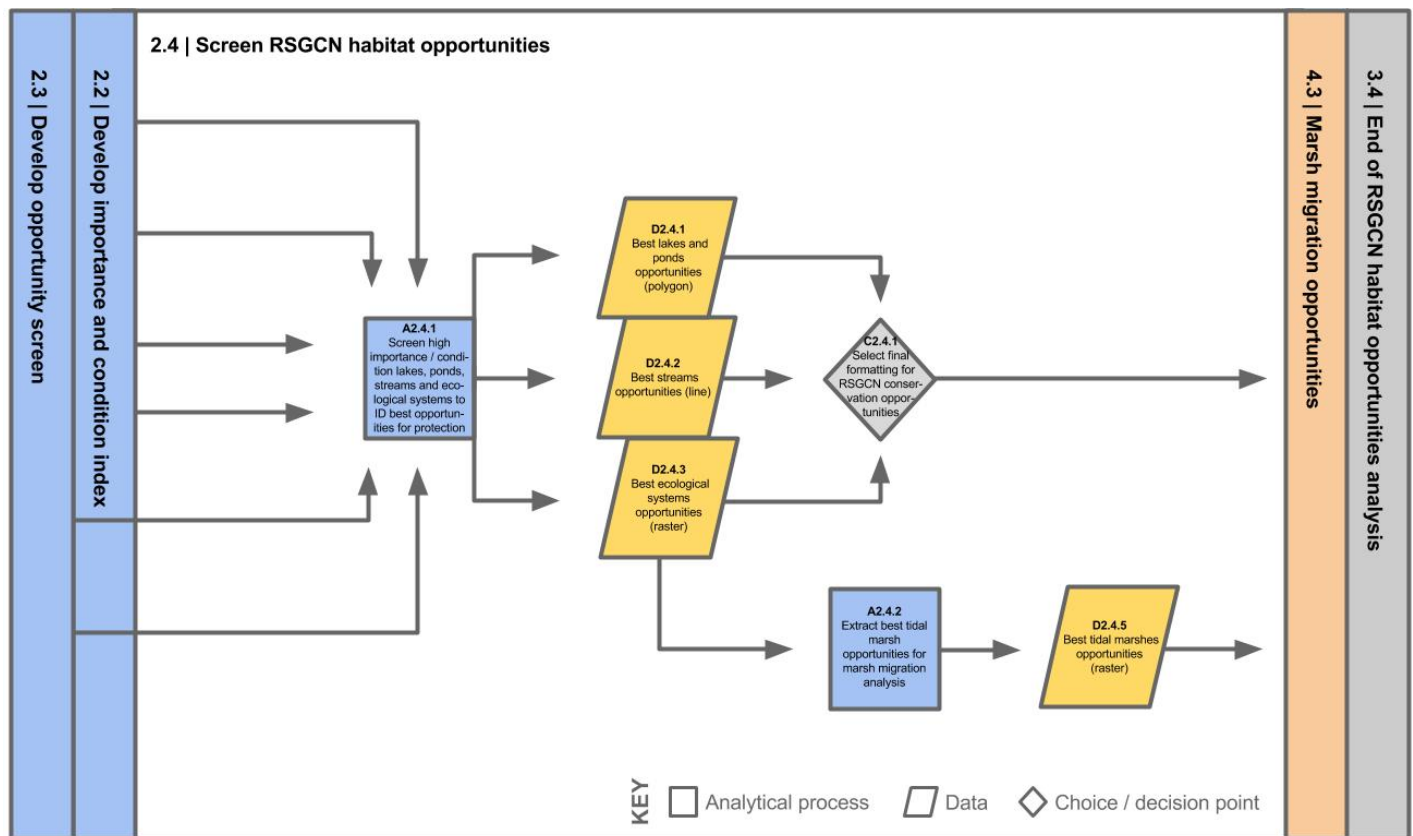 2.4 | Screen RSGCN habitat opportunities
2.3 | Develop opportunity screen
2.2 | Develop importance and condition index
A2.4.1
Screen high
importance / condi-
tion lakes, ponds,
streams and eco-
logical systems to
ID best opportun-
ities for protection
D2.4.1
Best lakes and
ponds
opportunities
(polygon)
D2.4.2
Best streams
opportunities (line)
D2.4.3
Best ecological
systems
opportunities
(raster)
C2.4.1
Select final
formatting for
RSGCN conser-
vation oppor-
tunities
A2.4.2
Extract best tidal
marsh
opportunities for
marsh migration
analysis
D2.4.5
Best tidal marshes
opportunities
(raster)
4.3 | Marsh migration opportunities
3.4 | End of RSGCN habitat opportunities analysis
KEY
Analytical process
Data
Choice / decision point